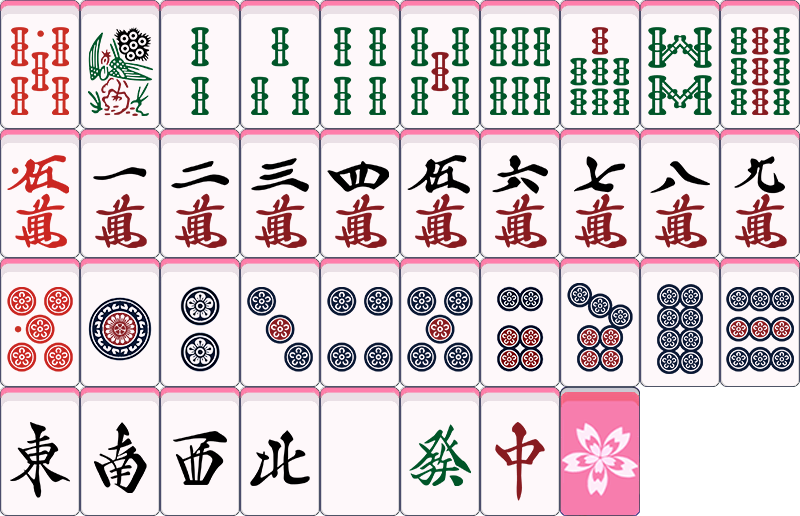 伍 一 二 三 四 伍 六 七 八 九
萬 萬 萬 萬 萬 萬 萬 萬 萬 萬
東 南 西 北 發 中